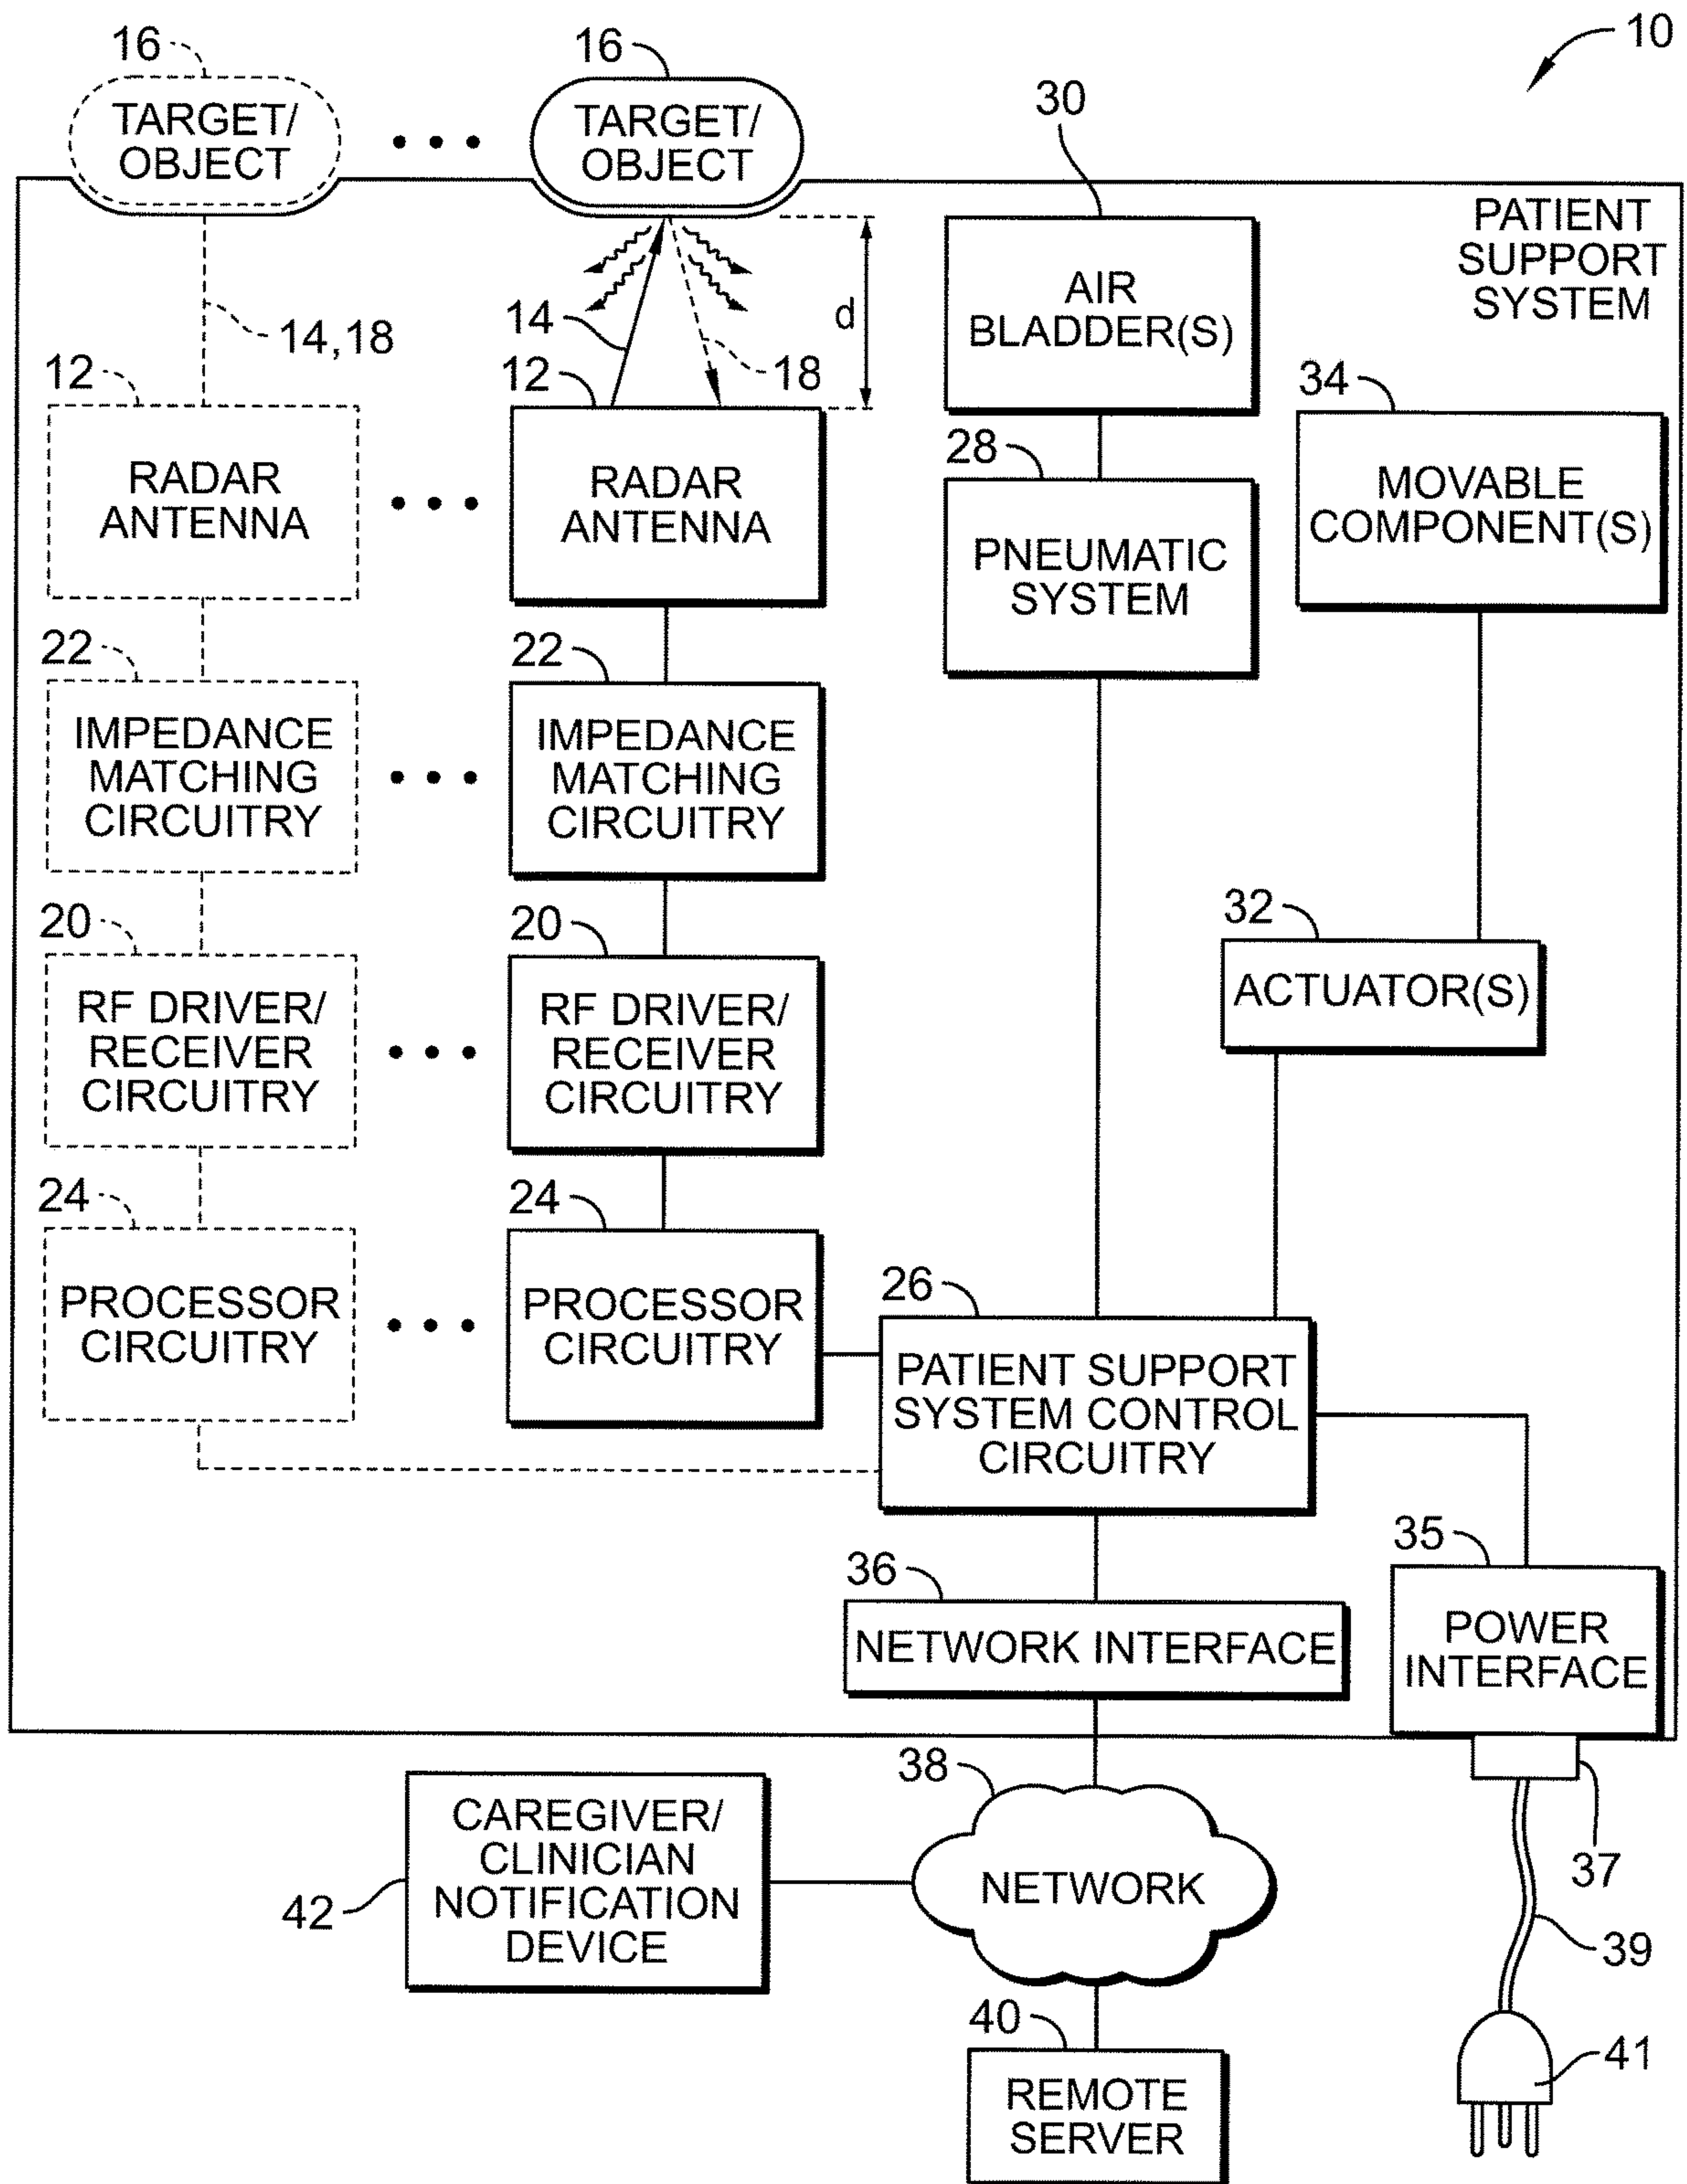 10
16
TARGET/
OBJECT
16
TARGET/
OBJECT
PATIENT
SUPPORT
SYSTEM
30
AIR
BLADDER(S)
d
14
18
14,18
12
RADAR
ANTENNA
12
RADAR
ANTENNA
28
PNEUMATIC
SYSTEM
34
MOVABLE
COMPONENT(S)
22
IMPEDANCE
MATCHING
CIRCUITRY
22
IMPEDANCE
MATCHING
CIRCUITRY
32
ACTUATOR(S)
20
RF DRIVER/
RECEIVER
CIRCUITRY
20
RF DRIVER/
RECEIVER
CIRCUITRY
24
PROCESSOR
CIRCUITRY
24
PROCESSOR
CIRCUITRY
26
PATIENT SUPPORT
SYSTEM CONTROL
CIRCUITRY
36
NETWORK INTERFACE
35
POWER
INTERFACE
37
39
41
38
NETWORK
42
CAREGIVER/
CLINICIAN
NOTIFICATION
DEVICE
40
REMOTE
SERVER